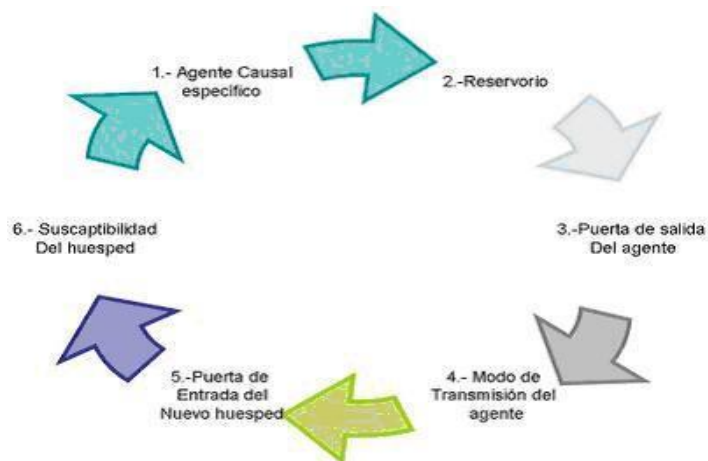 1.- Agente Causal
específico
2.-Reservorio
3.-Puerta de salida
Del agente
4.- Modo de
Transmisión del
agente
5.-Puerta de
Entrada del
Nuevo huesped
6.- Suscaptibilidad
Del huesped